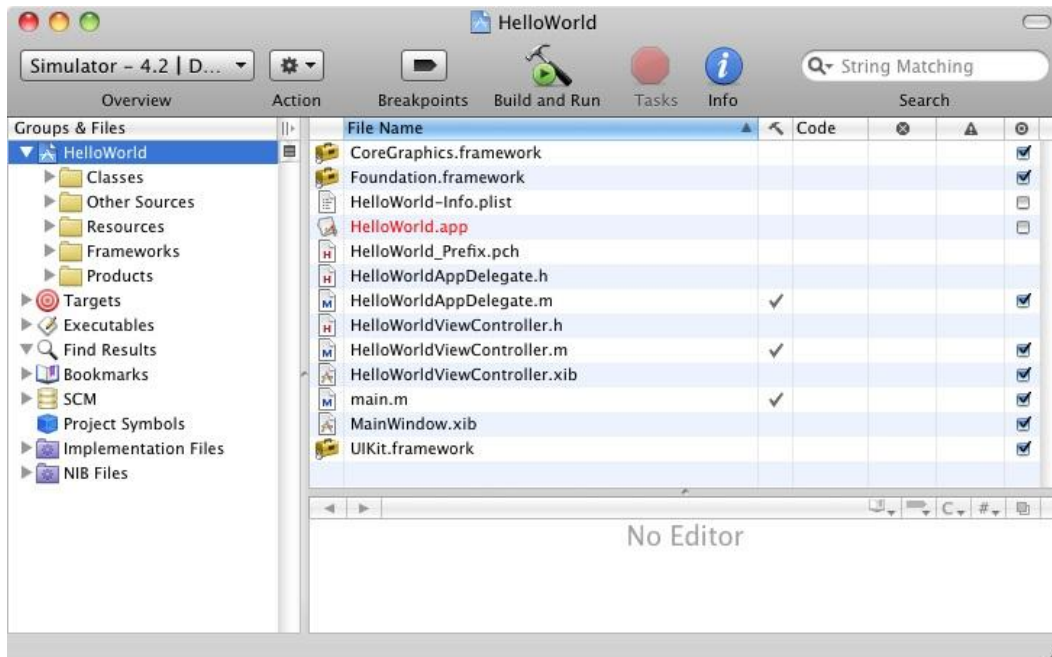 HelloWorld
Simulator – 4.2 | D...
String Matching
Overview
Action
Breakpoints
Build and Run
Tasks
Info
Search
Groups & Files
File Name
Code
HelloWorld
Classes
Other Sources
Resources
Frameworks
Products
Targets
Executables
Find Results
Bookmarks
SCM
Project Symbols
Implementation Files
NIB Files
CoreGraphics.framework
Foundation.framework
HelloWorld-Info.plist
HelloWorld.app
HelloWorld_Prefix.pch
HelloWorldAppDelegate.h
HelloWorldAppDelegate.m
HelloWorldViewController.h
HelloWorldViewController.m
HelloWorldViewController.xib
main.m
MainWindow.xib
UIKit.framework
C
#
No Editor